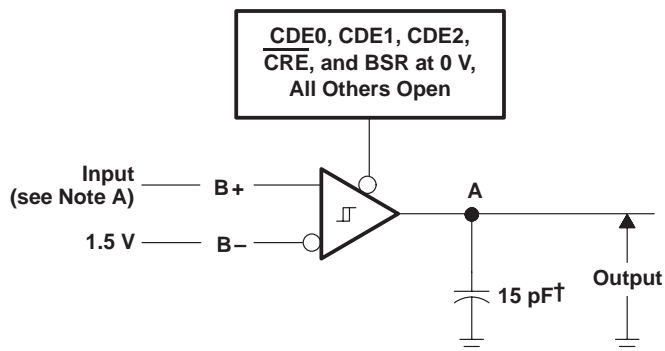 CDE0, CDE1, CDE2,
CRE, and BSR at 0 V,
All Others Open
Input
(see Note A)
B+
A
1.5 V
B−
15 pF†
Output